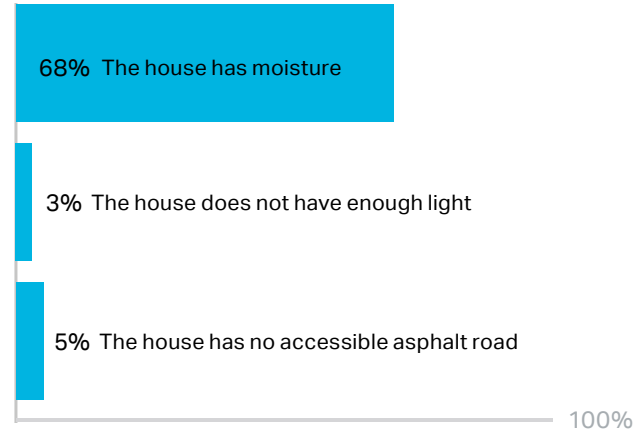 68% The house has moisture
3% The house does not have enough light
5% The house has no accessible asphalt road
100%